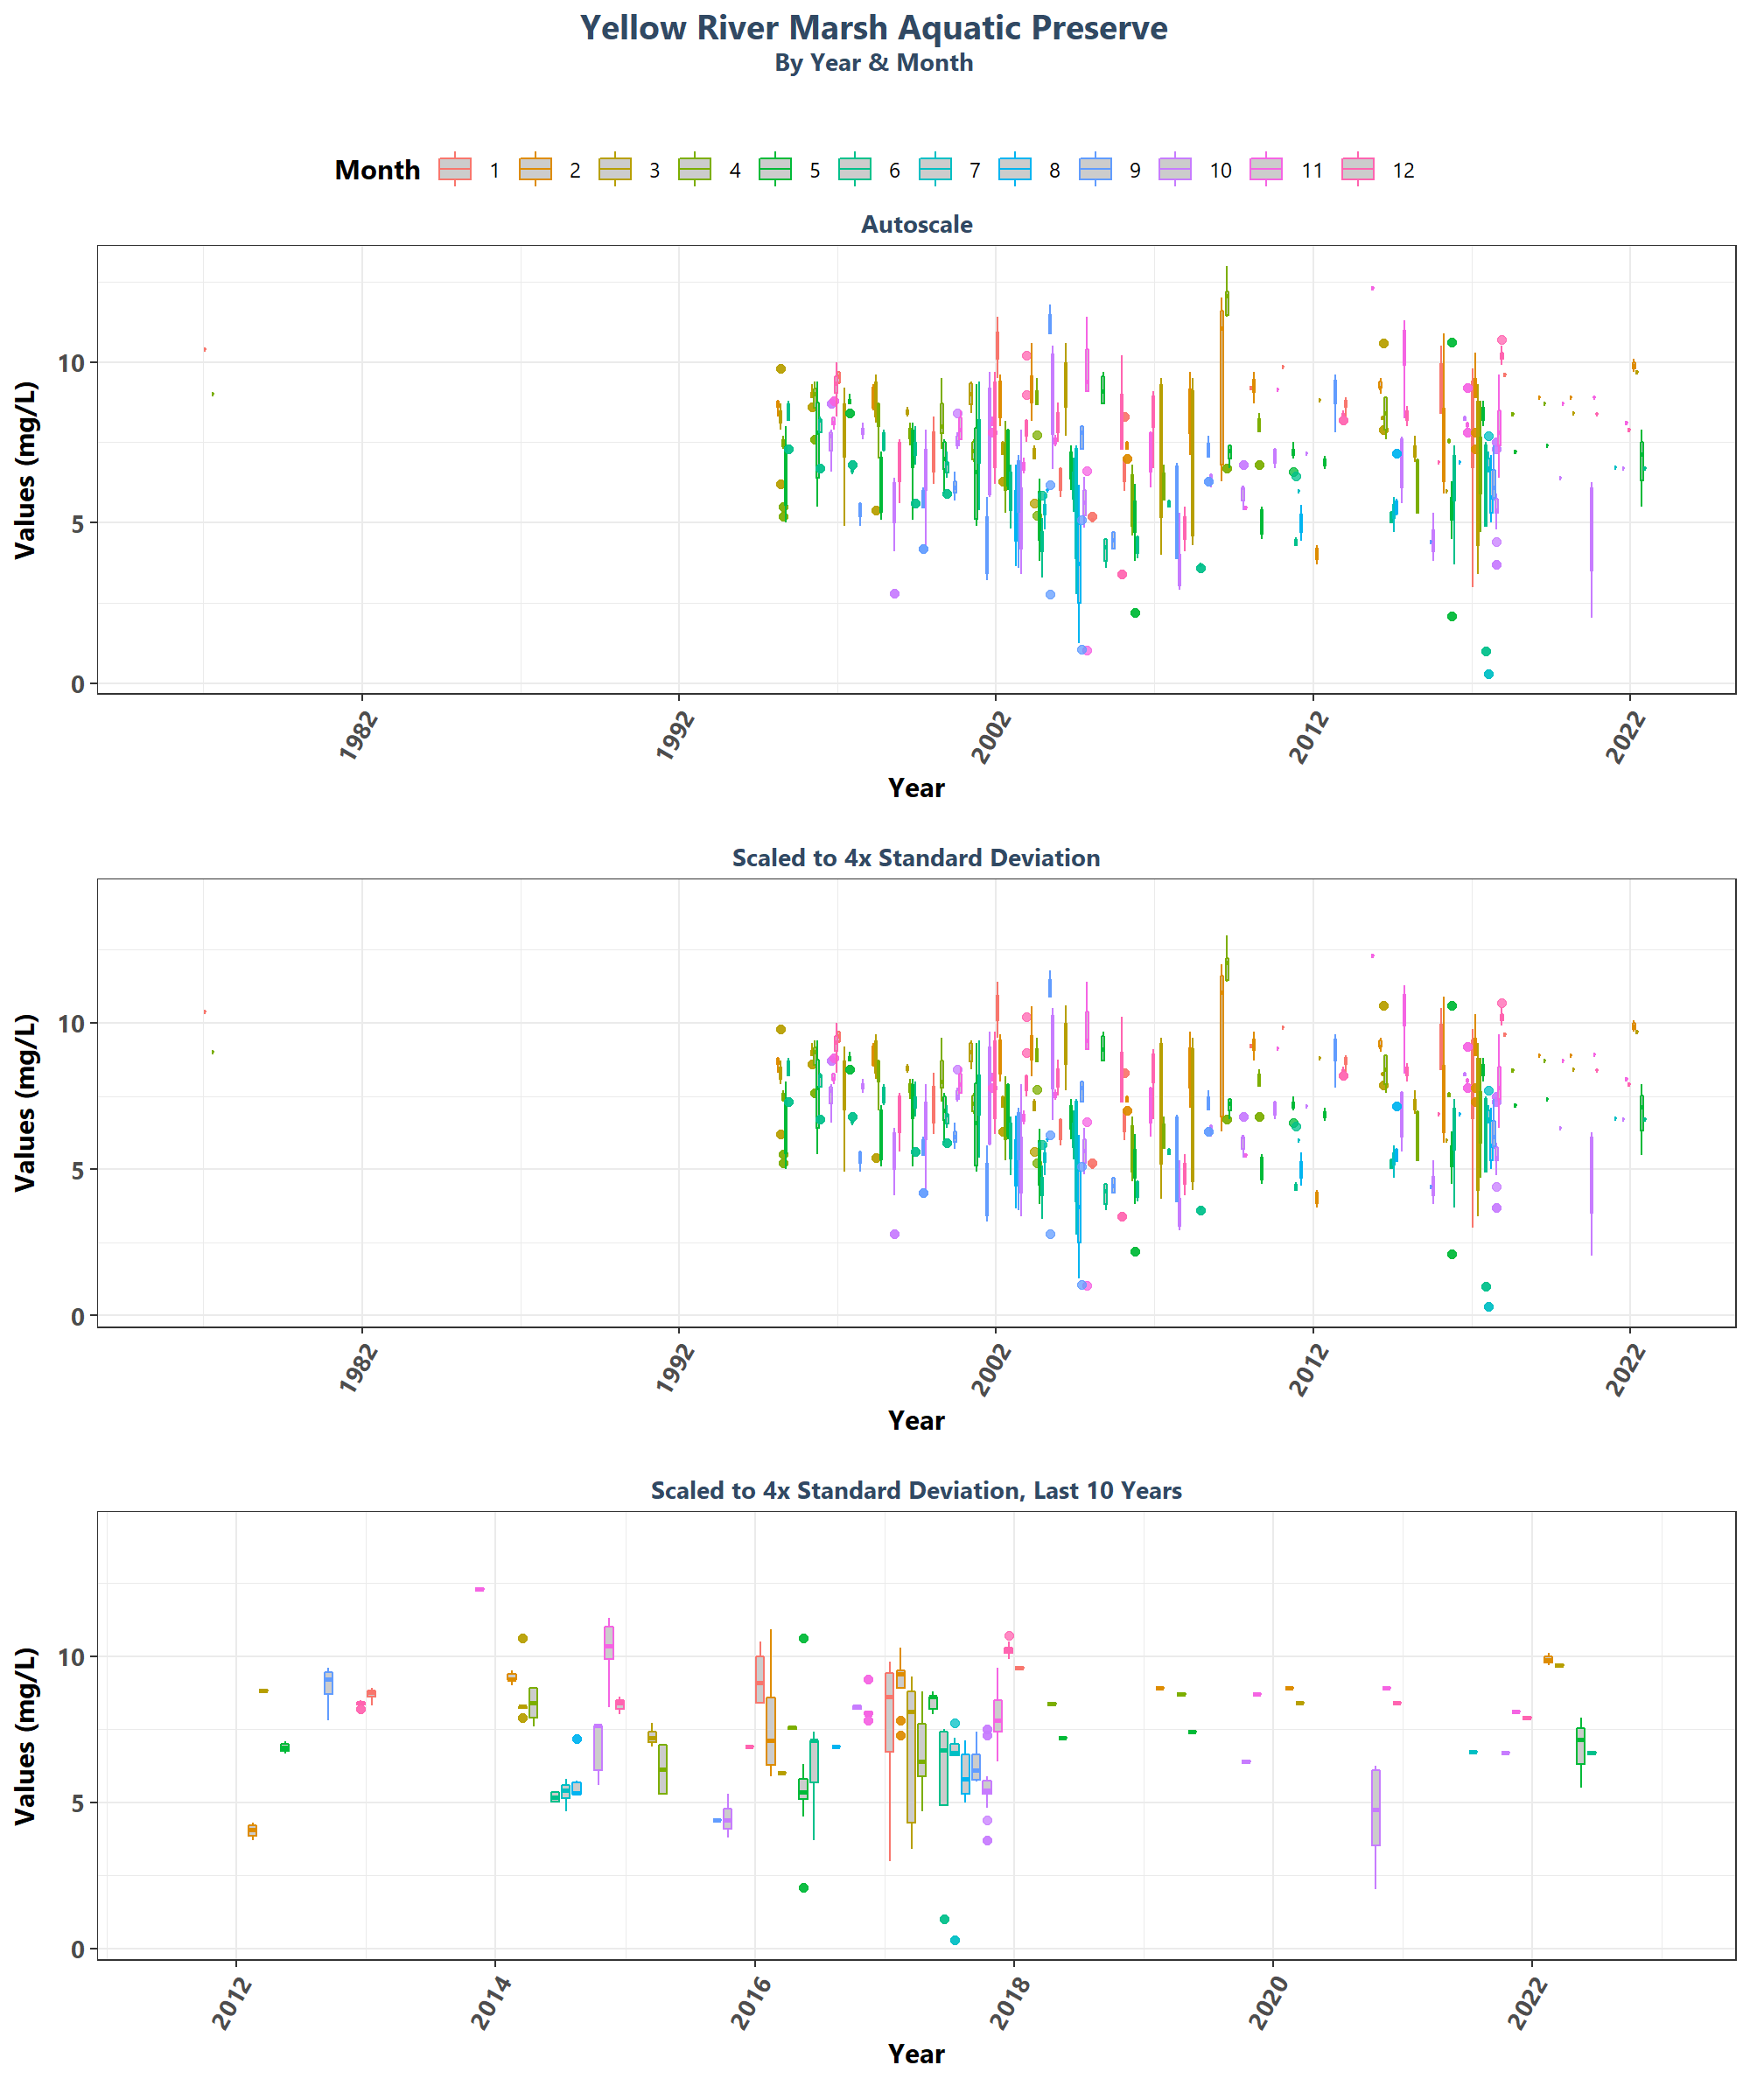 Yellow River Marsh Aquatic Preserve
By Year & Month
Month 1 2 3 4 5 6 7 8 9 10 11 12
Autoscale
Values (mg/L)
10
5
0
1982 1992 2002 2012 2022
Year
Scaled to 4x Standard Deviation
Values (mg/L)
10
5
0
1982 1992 2002 2012 2022
Year
Scaled to 4x Standard Deviation, Last 10 Years
Values (mg/L)
10
5
0
2012 2014 2016 2018 2020 2022
Year